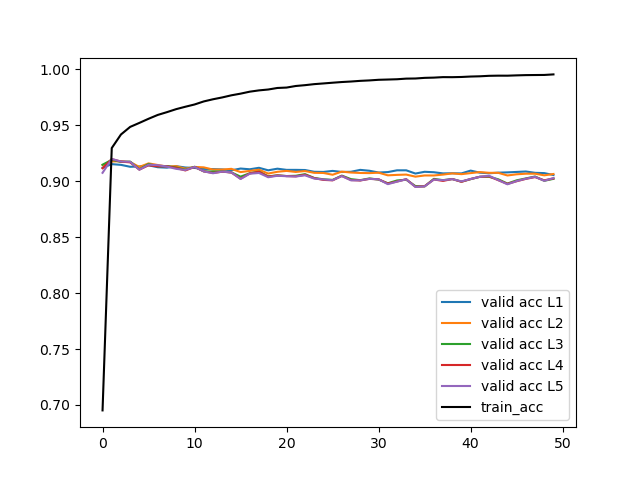 1.00
0.95
0.90
0.85
0.80
0.75
0.70
0
10
20
30
40
50
valid acc L1
valid acc L2
valid acc L3
valid acc L4
valid acc L5
train_acc